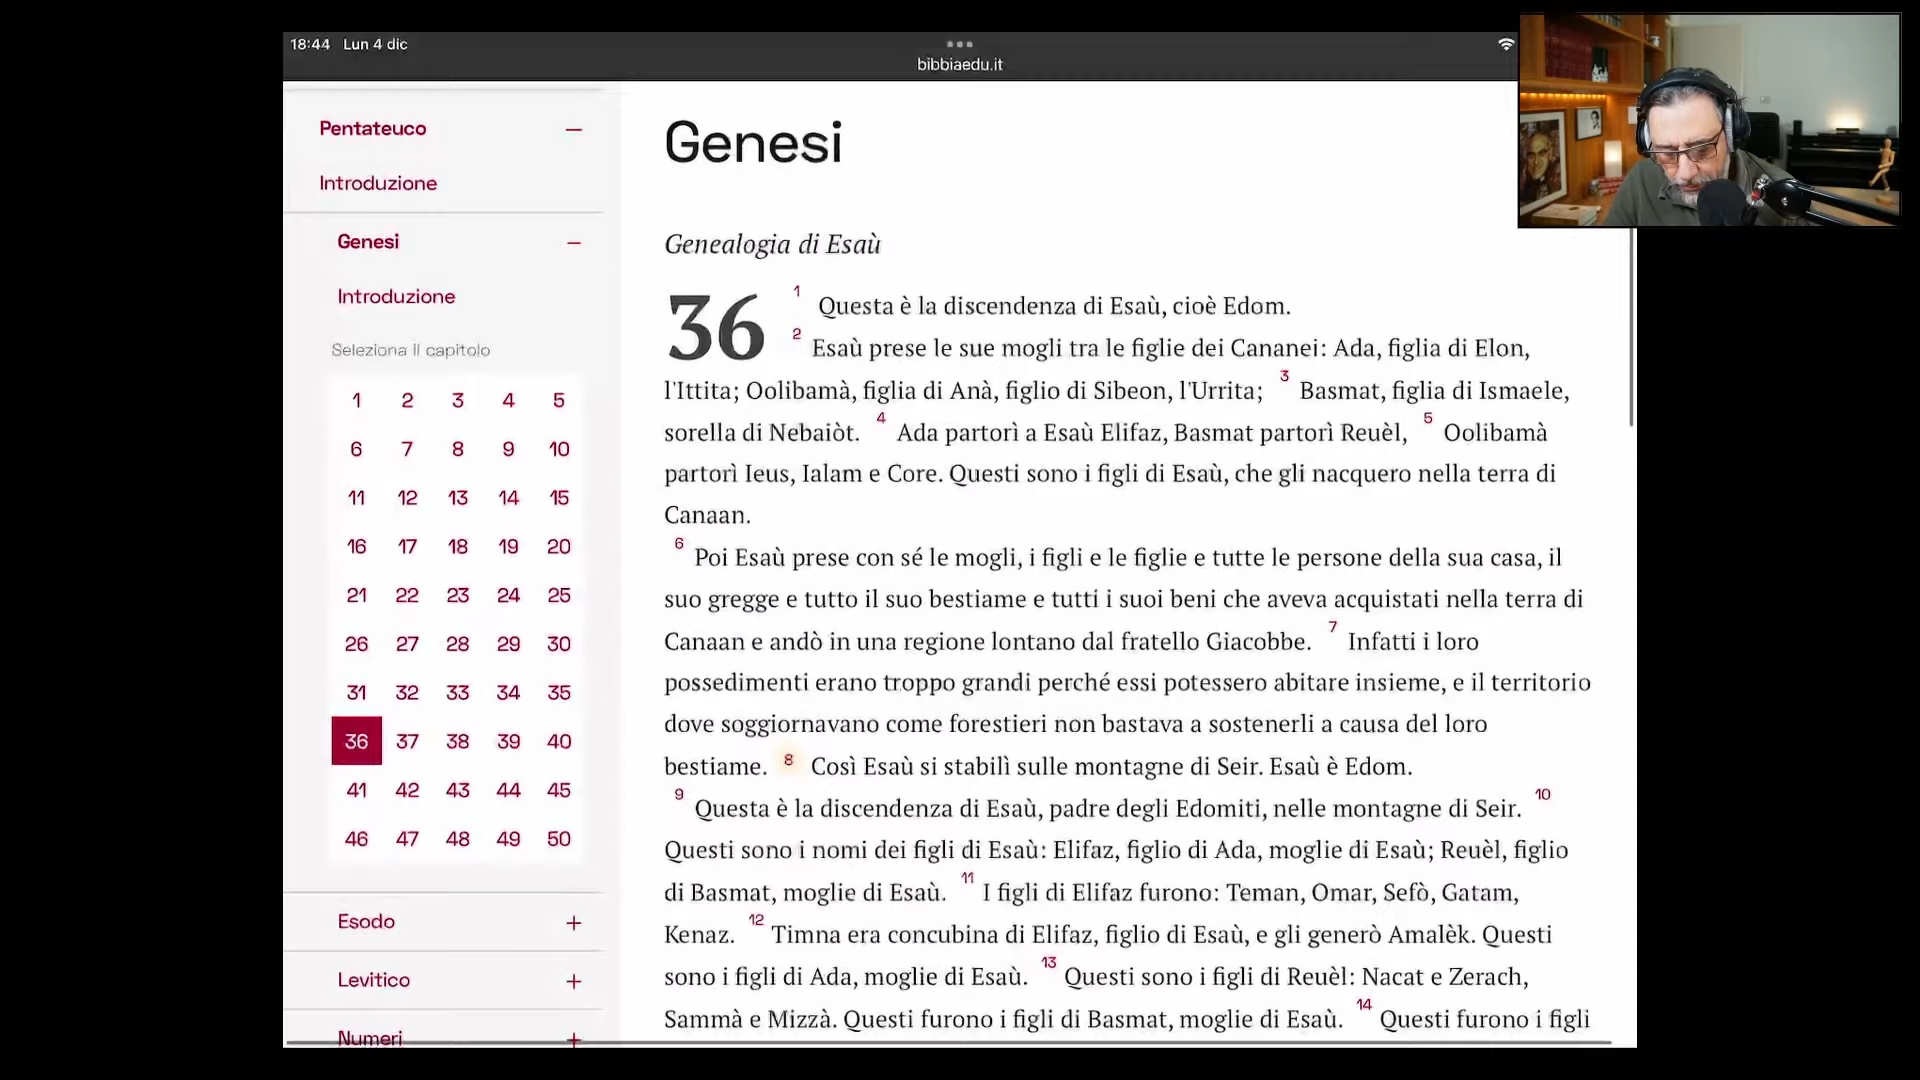 18:44 Lun 4 dic
bibbiaedu.it
Pentateuco
Introduzione
Genesi
Introduzione
Seleziona il capitolo
1 2 3 4 5
6 7 8 9 10
11 12 13 14 15
16 17 18 19 20
21 22 23 24 25
26 27 28 29 30
31 32 33 34 35
36 37 38 39 40
41 42 43 44 45
46 47 48 49 50
Esodo
Levitico
Numeri
Genesi
Genealogia di Esaù
36 1 Questa è la discendenza di Esaù, cioè Edom.
2 Esaù prese le sue mogli tra le figlie dei Cananei: Ada, figlia di Elon,
l'Ittita; Oolibamà, figlia di Anà, figlio di Sibeon, l'Urrita; 3 Basmat, figlia di Ismaele,
sorella di Nebaiòt. 4 Ada partorì a Esaù Elifaz, Basmat partorì Reuèl, 5 Oolibamà
partorì Ieus, Ialam e Core. Questi sono i figli di Esaù, che gli nacquero nella terra di
Canaan.
6 Poi Esaù prese con sé le mogli, i figli e le figlie e tutte le persone della sua casa, il
suo gregge e tutto il suo bestiame e tutti i suoi beni che aveva acquistati nella terra di
Canaan e andò in una regione lontano dal fratello Giacobbe. 7 Infatti i loro
possedimenti erano troppo grandi perché essi potessero abitare insieme, e il territorio
dove soggiornavano come forestieri non bastava a sostenerli a causa del loro
bestiame. 8 Così Esaù si stabilì sulle montagne di Seir. Esaù è Edom.
9 Questa è la discendenza di Esaù, padre degli Edomiti, nelle montagne di Seir. 10
Questi sono i nomi dei figli di Esaù: Elifaz, figlio di Ada, moglie di Esaù; Reuèl, figlio
di Basmat, moglie di Esaù. 11 I figli di Elifaz furono: Teman, Omar, Sefò, Gatam,
Kenaz. 12 Timna era concubina di Elifaz, figlio di Esaù, e gli generò Amalèk. Questi
sono i figli di Ada, moglie di Esaù. 13 Questi sono i figli di Reuèl: Nacat e Zerach,
Sammà e Mizzà. Questi furono i figli di Basmat, moglie di Esaù. 14 Questi furono i figli